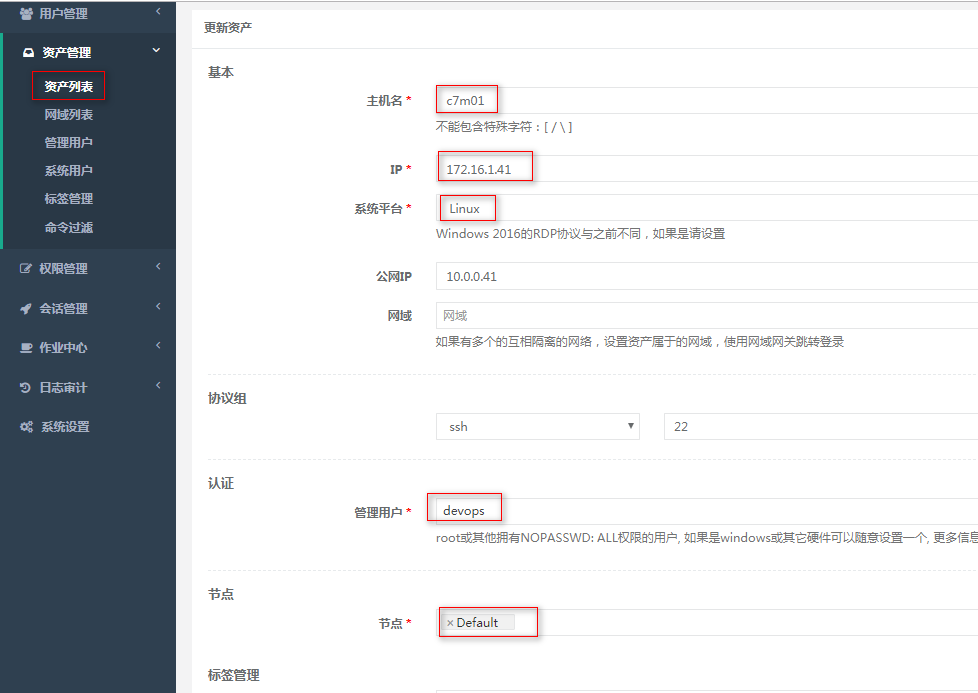 用户管理
资产管理
资产列表
网域列表
管理用户
系统用户
标签管理
命令过滤
权限管理
会话管理
作业中心
日志审计
系统设置
更新资产
基本
主机名 * c7m01
不能包含特殊字符：[ / \ ]
IP * 172.16.1.41
系统平台 * Linux
Windows 2016的RDP协议与之前不同，如果是请设置
公网IP 10.0.0.41
网域 网域
如果有多个的互相隔离的网络，设置资产属于的网域，使用网域网关跳转登录
协议组
ssh 22
认证
管理用户 * devops
root或其他拥有NOPASSWD: ALL权限的用户, 如果是windows或其它硬件可以随意设置一个, 更多信息
节点
节点 * × Default
标签管理